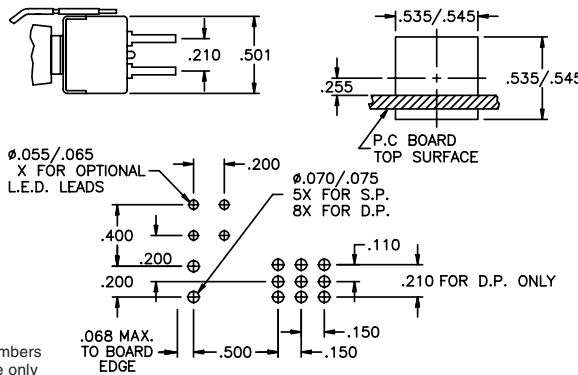 .210
.501
.535/.545
.535/.545
.255
P.C BOARD
TOP SURFACE
ø.055/.065
X FOR OPTIONAL
L.E.D. LEADS
.200
ø.070/.075
5X FOR S.P.
8X FOR D.P.
.400
.200
.200
.110
.210 FOR D.P. ONLY
.068 MAX.
TO BOARD
EDGE
.500
.150
.150
mbers
e only